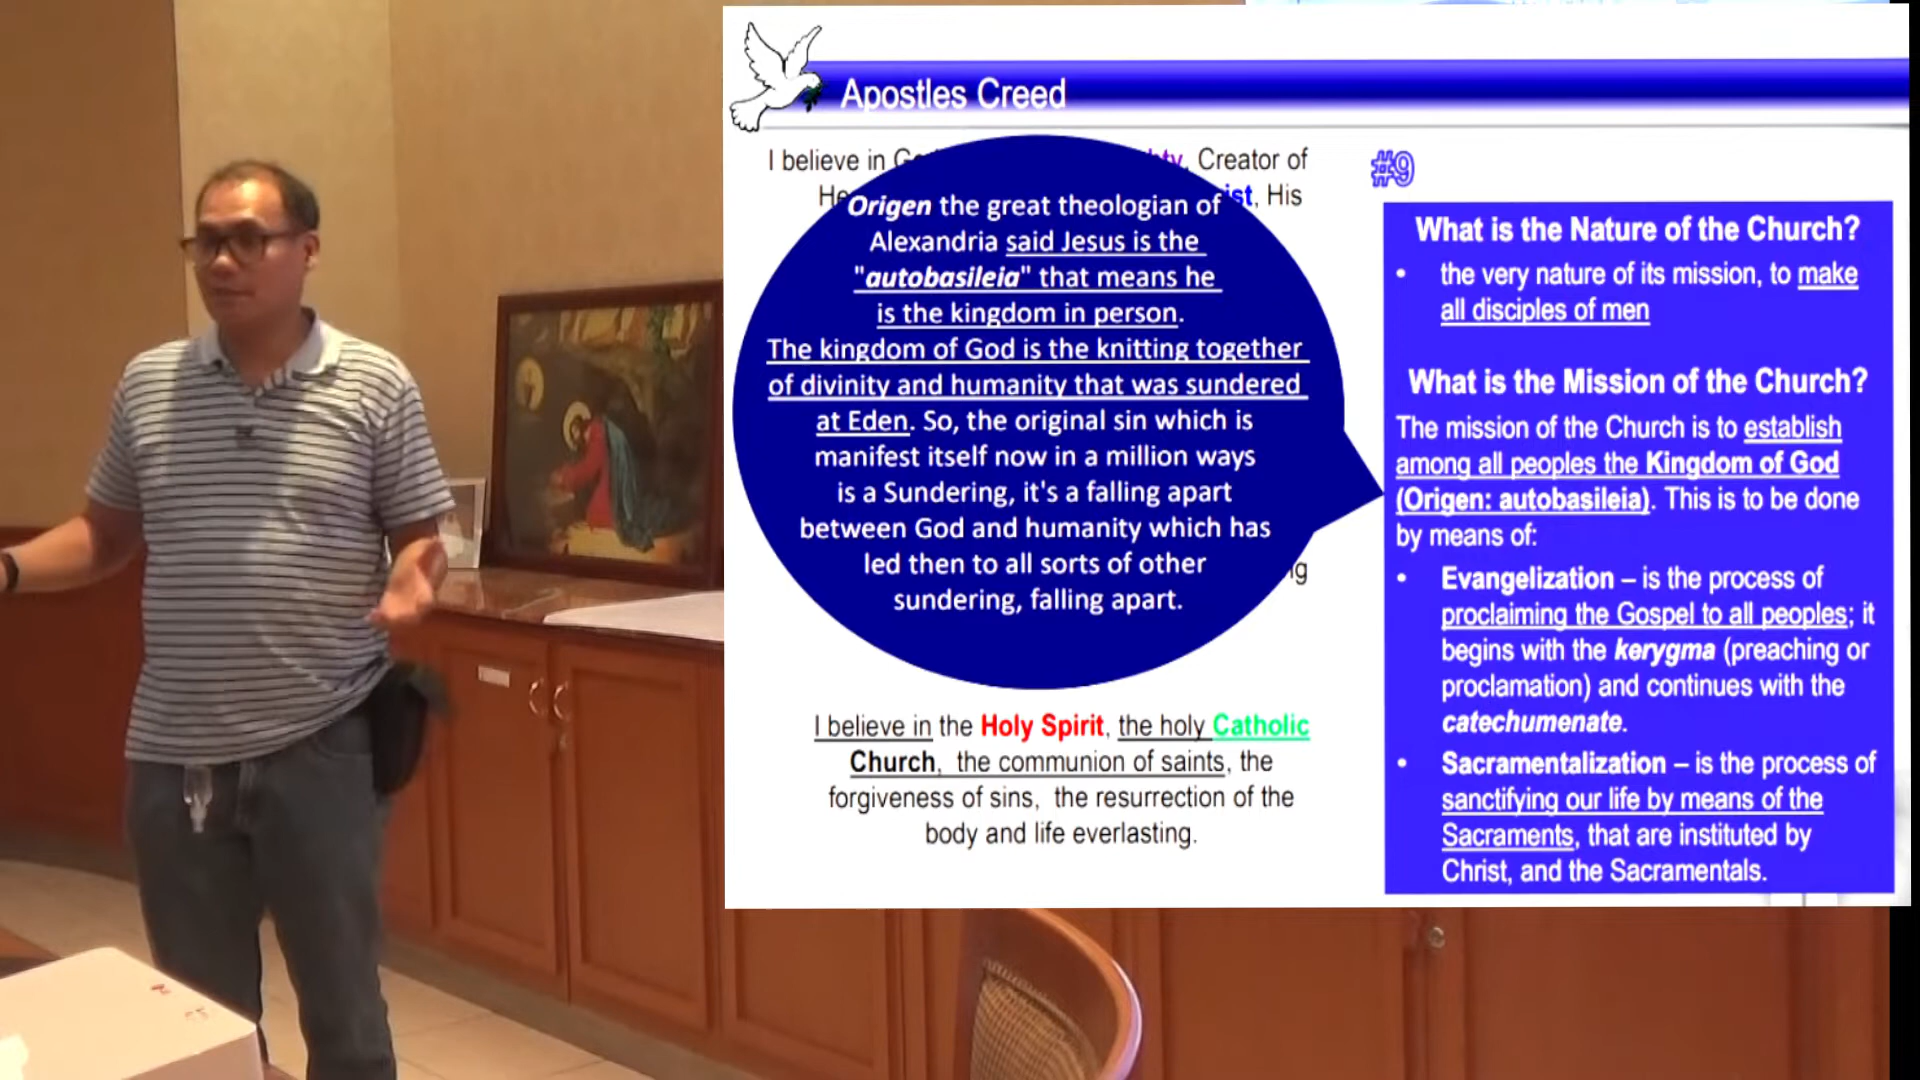 Apostles Creed
I believe in Creator of
His
Origen the great theologian of
Alexandria said Jesus is the
"autobasileia" that means he
is the kingdom in person.
The kingdom of God is the knitting together
of divinity and humanity that was sundered
at Eden. So, the original sin which is
manifest itself now in a million ways
is a Sundering, it's a falling apart
between God and humanity which has
led then to all sorts of other
sundering, falling apart.
I believe in the Holy Spirit, the holy Catholic
Church, the communion of saints, the
forgiveness of sins, the resurrection of the
body and life everlasting.
#9
What is the Nature of the Church?
• the very nature of its mission, to make
all disciples of men
What is the Mission of the Church?
The mission of the Church is to establish
among all peoples the Kingdom of God
(Origen: autobasileia). This is to be done
by means of:
• Evangelization – is the process of
proclaiming the Gospel to all peoples; it
begins with the kerygma (preaching or
proclamation) and continues with the
catechumenate.
• Sacramentalization – is the process of
sanctifying our life by means of the
Sacraments, that are instituted by
Christ, and the Sacramentals.